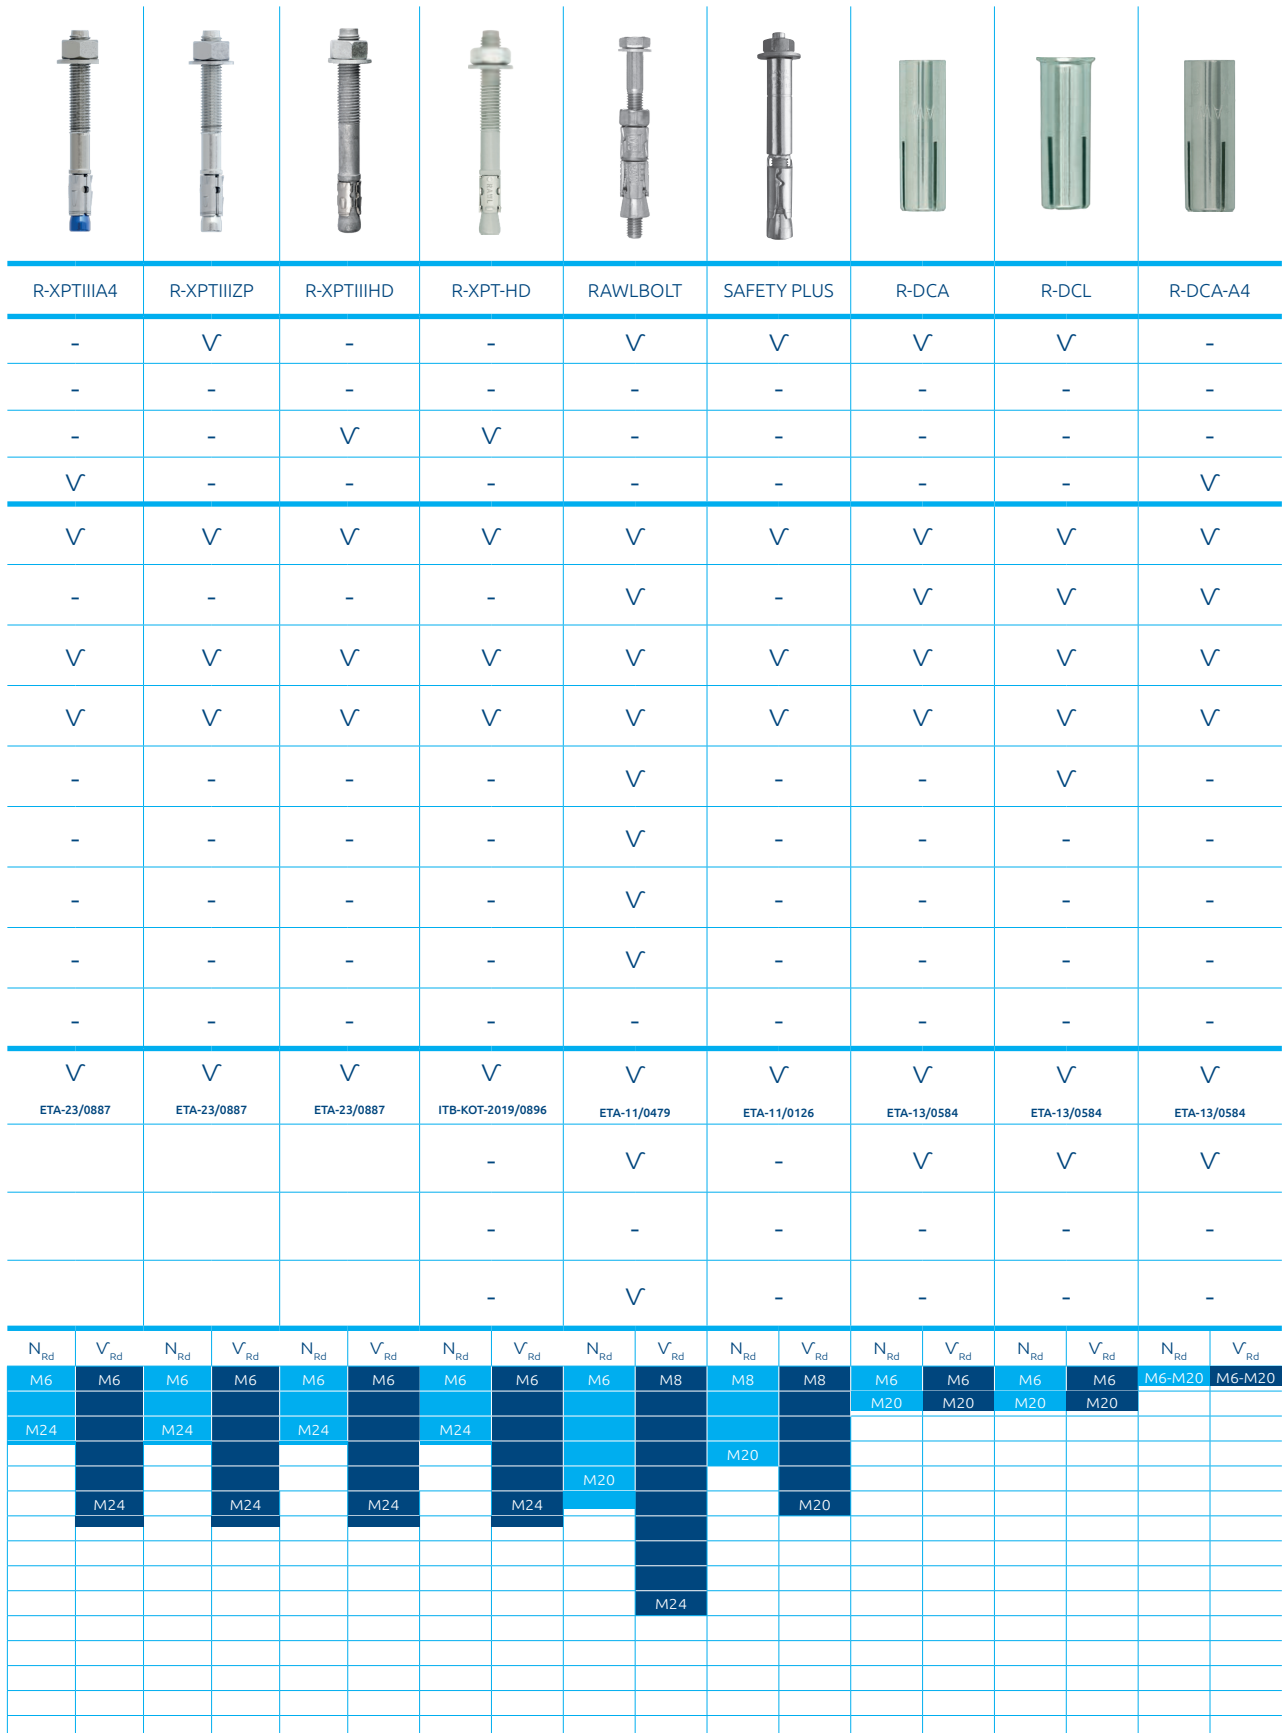 R-XPTIIIA4 R-XPTIIIZP R-XPTIIIHD R-XPT-HD RAWLBOLT SAFETY PLUS R-DCA R-DCL R-DCA-A4
- V - - V V V V -
- - - - - - - - -
- - V V - - - - -
V - - - - - - - V
V V V V V V V V V
- - - - V - V V V
V V V V V V V V V
V V V V V V V V V
- - - - V - - V -
- - - - V - - - -
- - - - V - - - -
- - - - V - - - -
- - - - - - - - -
V V V V V V V V V
ETA-23/0887 ETA-23/0887 ETA-23/0887 ITB-KOT-2019/0896 ETA-11/0479 ETA-11/0126 ETA-13/0584 ETA-13/0584 ETA-13/0584
- V - V V V
- - - - - -
- V - - - -
NRd VRd NRd VRd NRd VRd NRd VRd NRd VRd NRd VRd NRd VRd NRd VRd NRd VRd
M6 M6 M6 M6 M6 M6 M6 M6 M6 M8 M8 M8 M6 M6 M6 M6 M6-M20 M6-M20
M20 M20 M20 M20
M24 M24 M24 M24
M20
M20
M24 M24 M24 M24 M20
M24